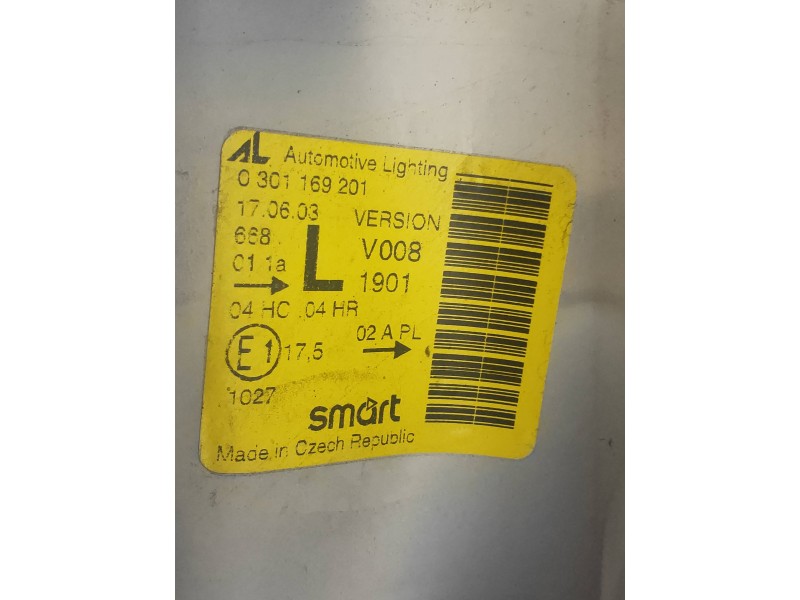 AL Automotive Lighting
0 301 169 201
17.06.03 VERSION
668 L V008
01 1a 1901
04 HC .04 HR
E1 17,5 02 A PL
1027
smart
Made in Czech Republic